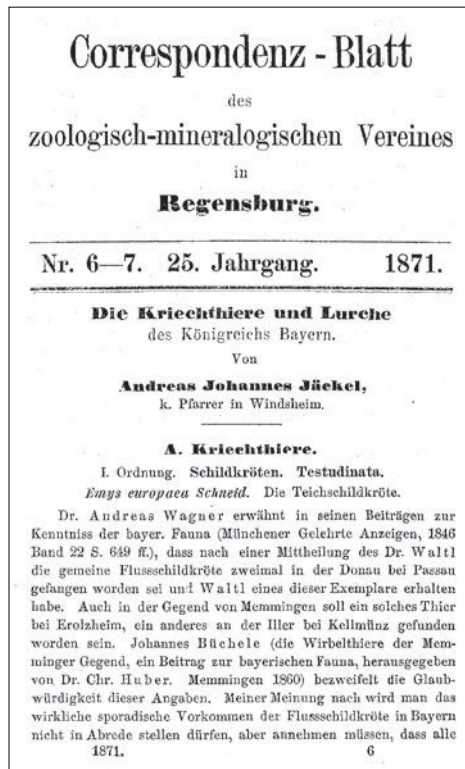 Correspondenz - Blatt
des
zoologisch-mineralogischen Vereines
in
Regensburg.
Nr. 6—7. 25. Jahrgang. 1871.
Die Kriechthiere und Lurche
des Königreichs Bayern.
Von
Andreas Johannes Jäckel,
k. Pfarrer in Windsheim.
A. Kriechthiere.
I. Ordnung. Schildkröten. Testudinata.
Emys europaea Schneid. Die Teichschildkröte.
Dr. Andreas Wagner erwähnt in seinen Beiträgen zur
Kenntniss der bayer. Fauna (Münchener Gelehrte Anzeigen, 1846
Band 22 S. 649 ff.), dass nach einer Mittheilung des Dr. Waltl
die gemeine Flussschildkröte zweimal in der Donau bei Passau
gefangen worden sei und Waltl eines dieser Exemplare erhalten
habe. Auch in der Gegend von Memmingen soll ein solches Thier
bei Erolzheim, ein anderes an der Iller bei Kellmünz gefunden
worden sein. Johannes Büchele (die Wirbelthiere der Mem-
minger Gegend, ein Beitrag zur bayerischen Fauna, herausgegeben
von Dr. Chr. Huber. Memmingen 1860) bezweifelt die Glaub-
würdigkeit dieser Angaben. Meiner Meinung nach wird man das
wirkliche sporadische Vorkommen der Flussschildkröte in Bayern
nicht in Abrede stellen dürfen, aber annehmen müssen, dass alle
1871. 6